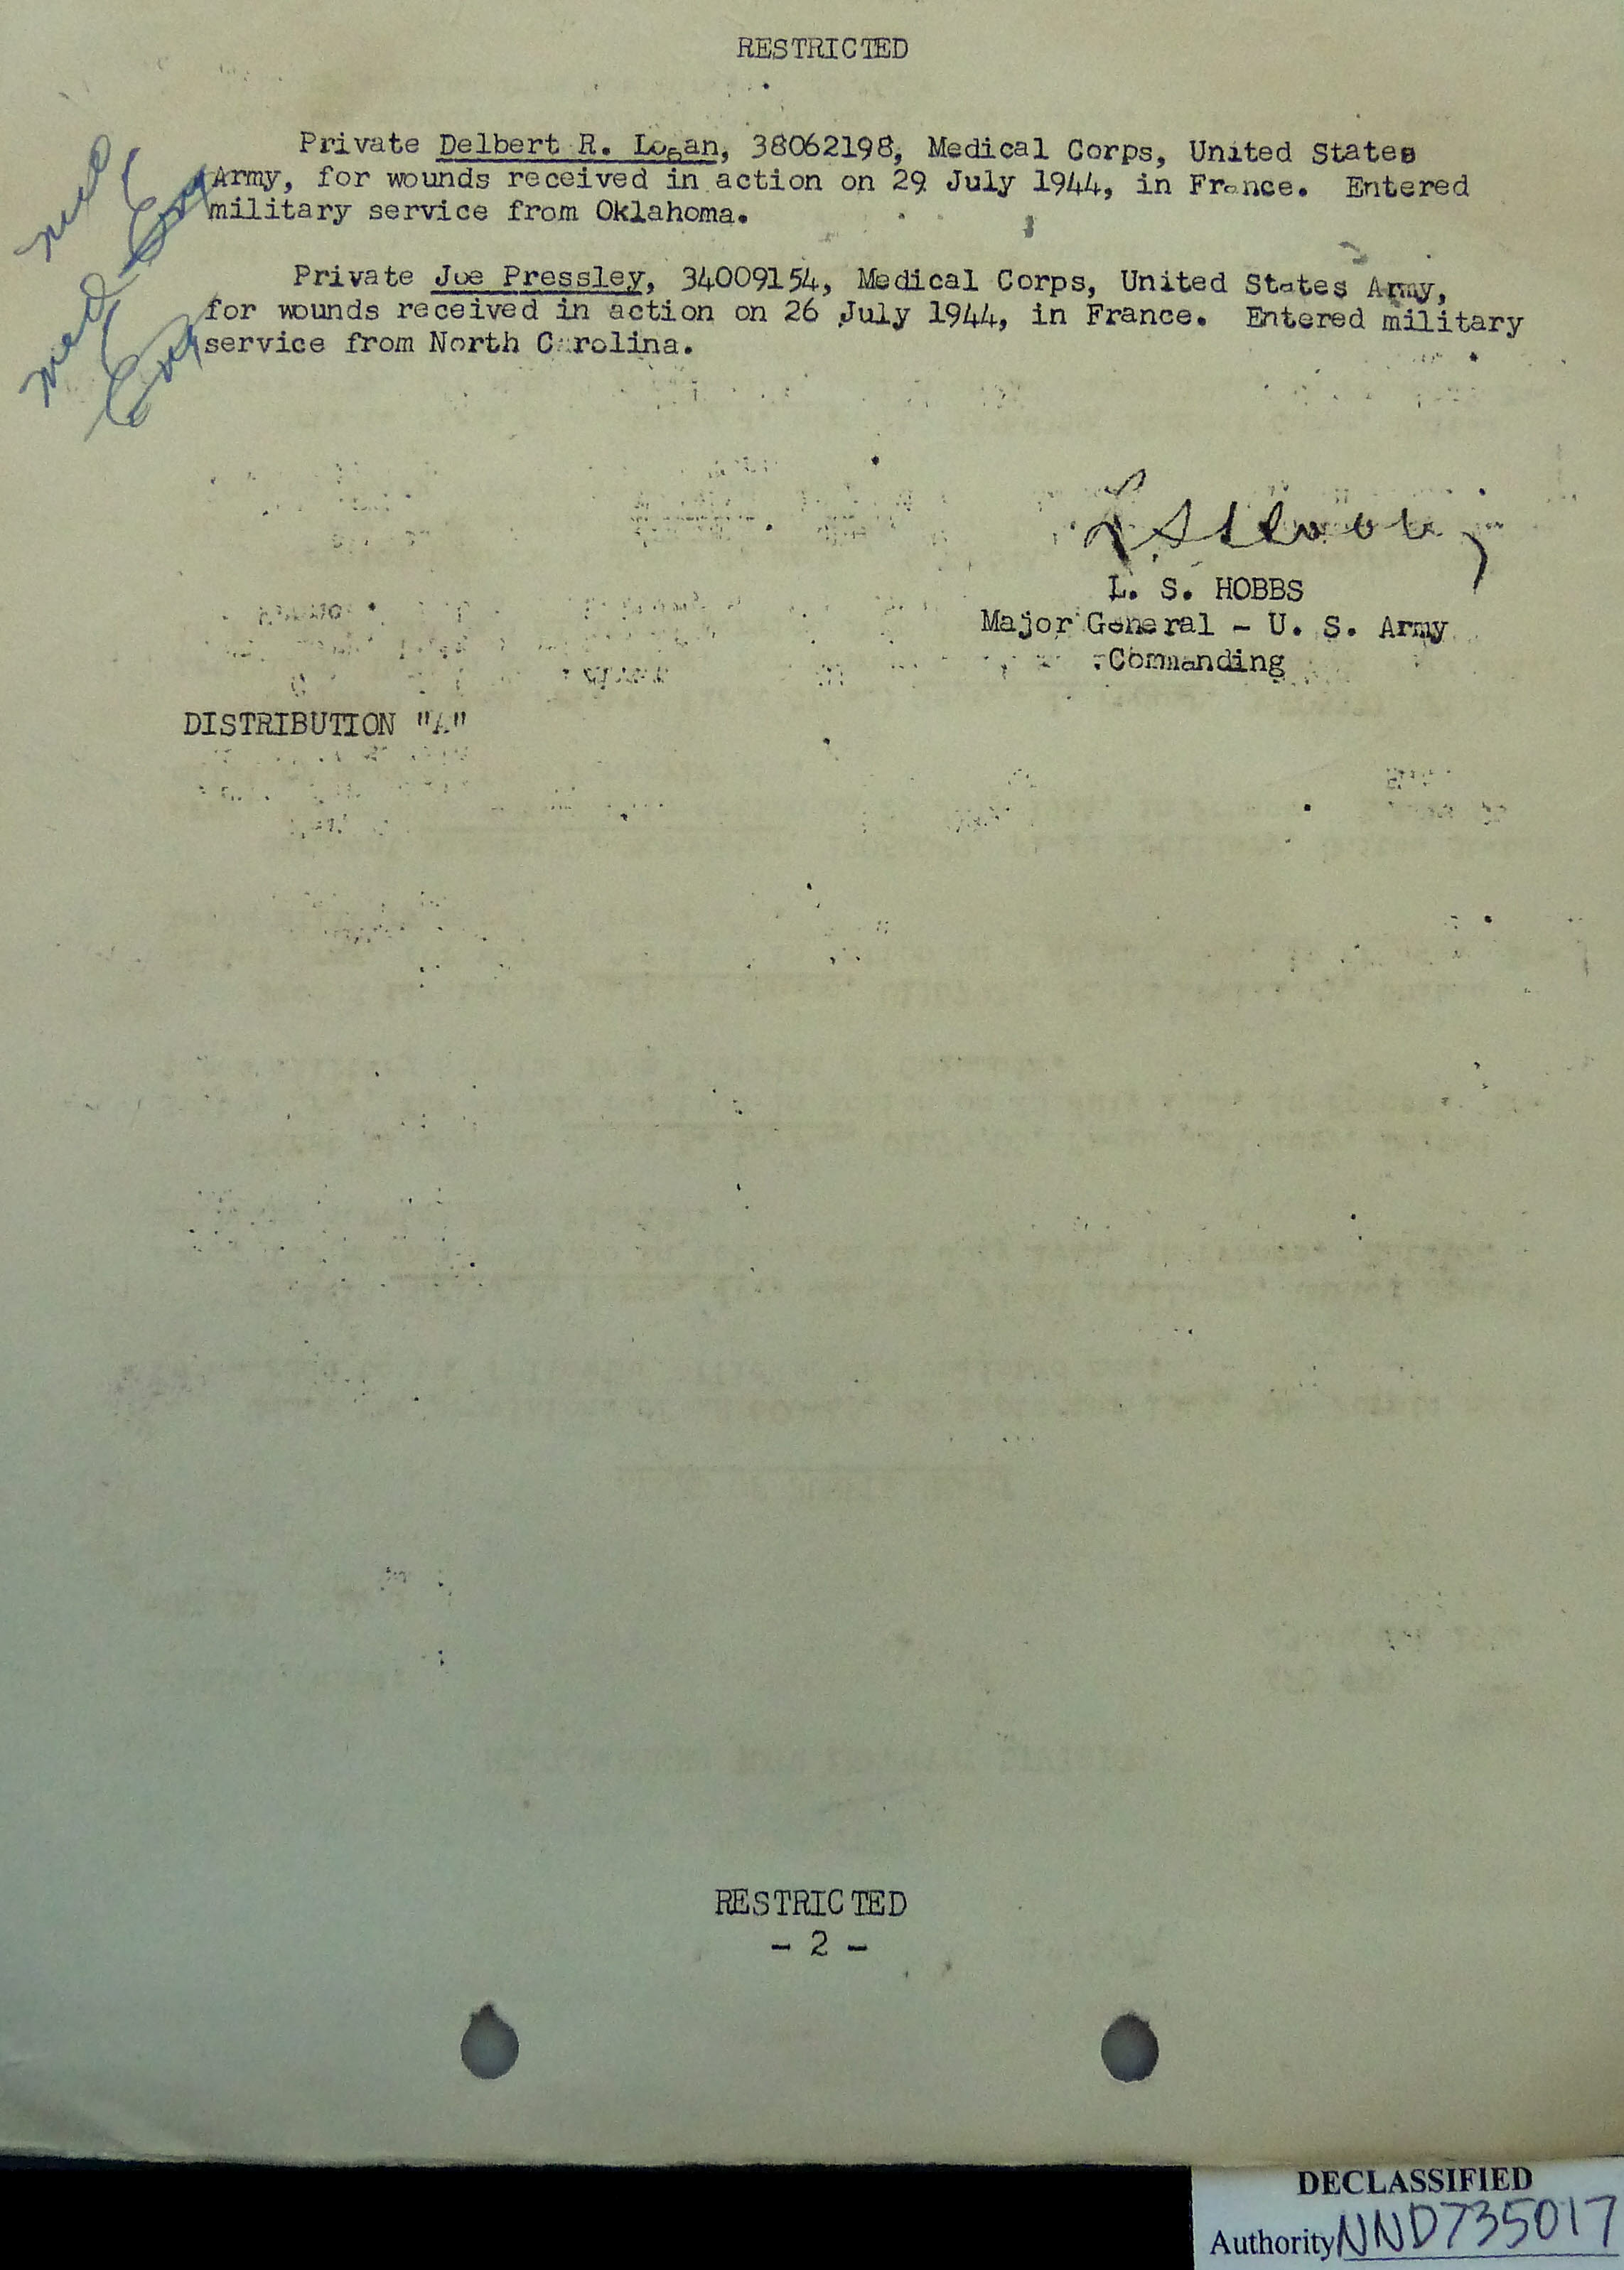 RESTRICTED
Private Delbert R. Logan, 38062198, Medical Corps, United States
Army, for wounds received in action on 29 July 1944, in France. Entered
military service from Oklahoma.
Private Joe Pressley, 34009154, Medical Corps, United States Army,
for wounds received in action on 26 July 1944, in France. Entered military
service from North Carolina.
L. S. HOBBS
Major General - U. S. Army
Commanding
DISTRIBUTION "A"
RESTRICTED
- 2 -
DECLASSIFIED
Authority NND735017